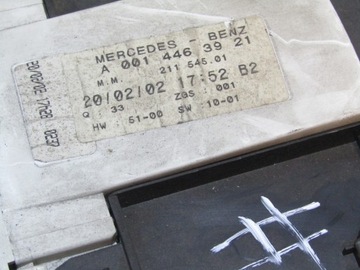 MERCEDES - BENZ
A 001 446 39 21
M.M. 211 545.01
20/02/02 17:52 B2
Q : 33 ZGS : 001
HW : 51-00 SW : 10-01
#